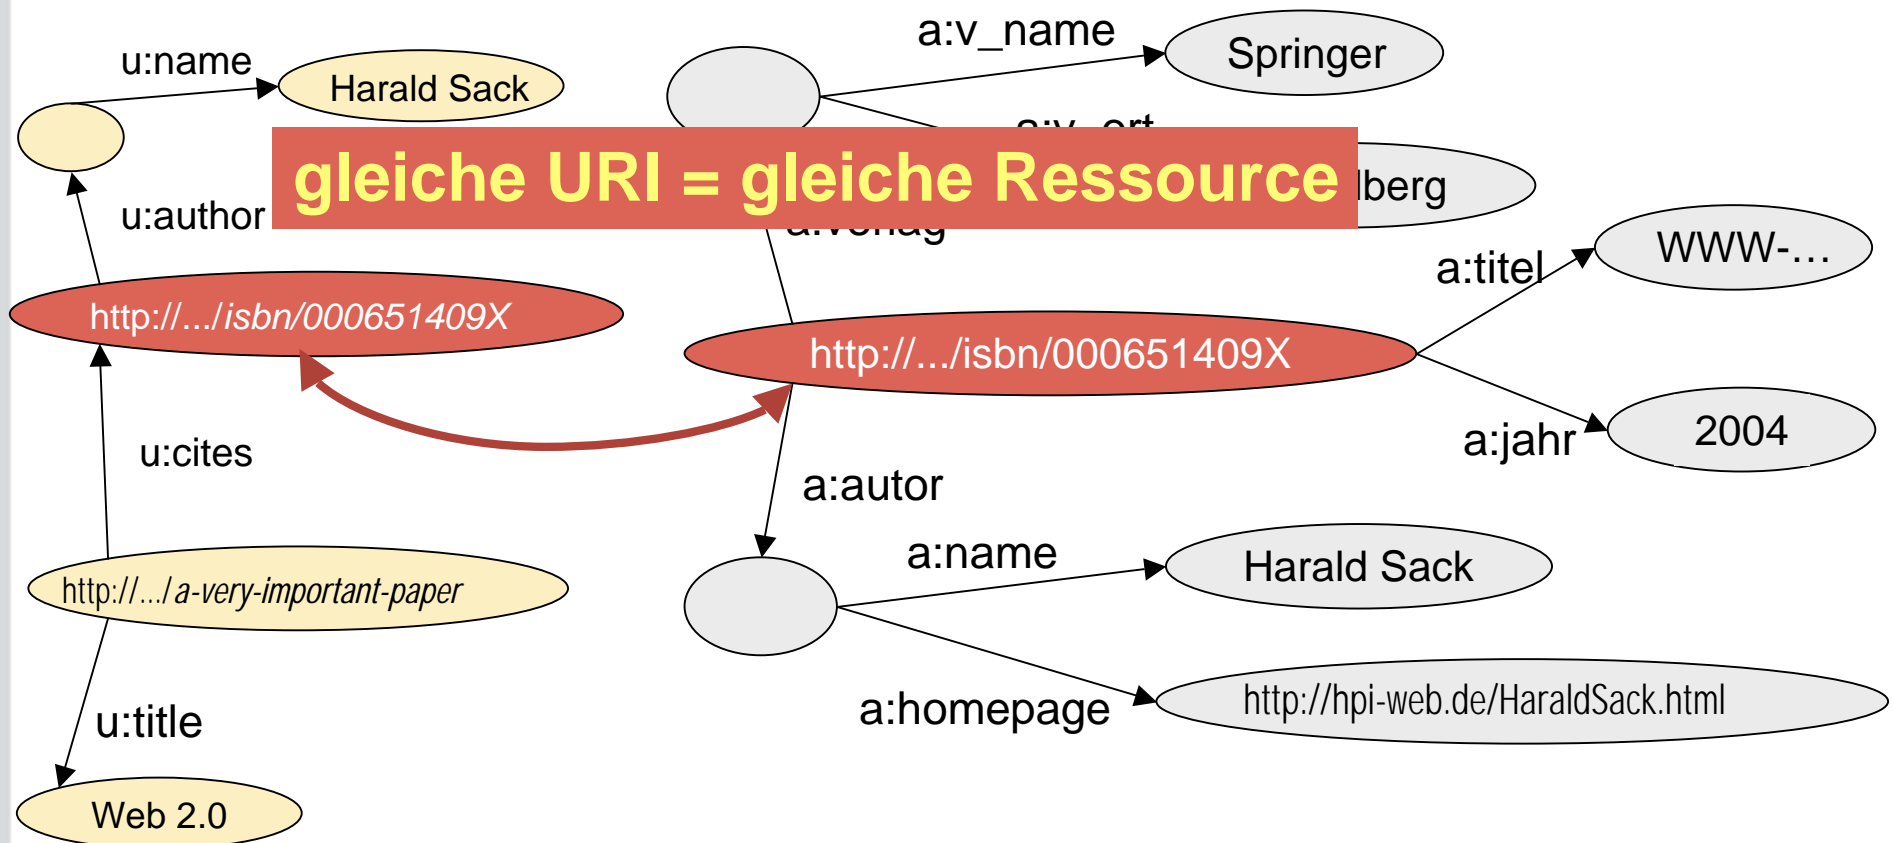 a:v_name
Springer
u:name
Harald Sack
gleiche URI = gleiche Ressource
lberg
u:author
WWW-...
a:titel
http://.../isbn/000651409X
http://.../isbn/000651409X
2004
a:jahr
u:cites
a:autor
a:name
Harald Sack
http://.../a-very-important-paper
http://hpi-web.de/HaraldSack.html
a:homepage
u:title
Web 2.0